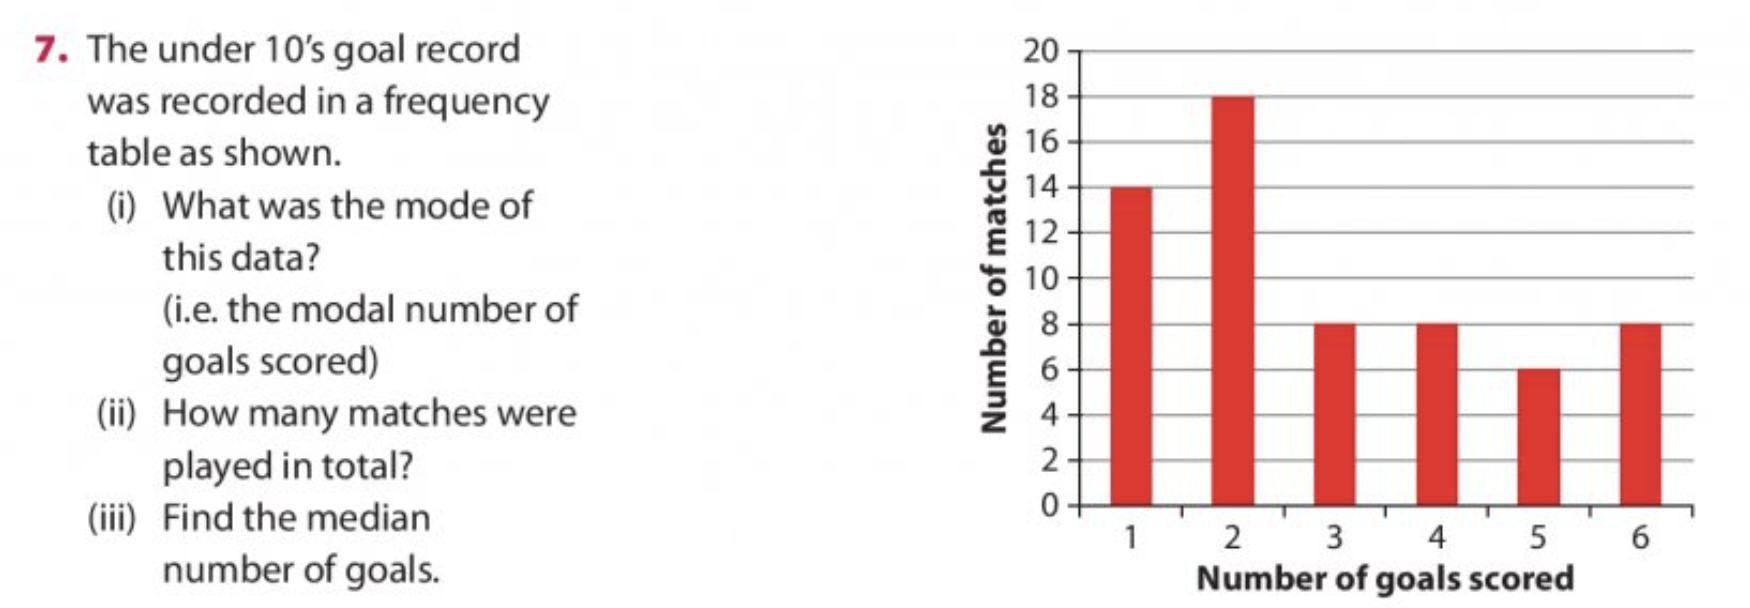 7. The under 10's goal record
was recorded in a frequency
table as shown.
(i) What was the mode of
this data?
(i.e. the modal number of
goals scored)
(ii) How many matches were
played in total?
(iii) Find the median
number of goals.
Number of matches
20
18
16
14
12
10
8
6
4
2
0
1 2 3 4 5 6
Number of goals scored